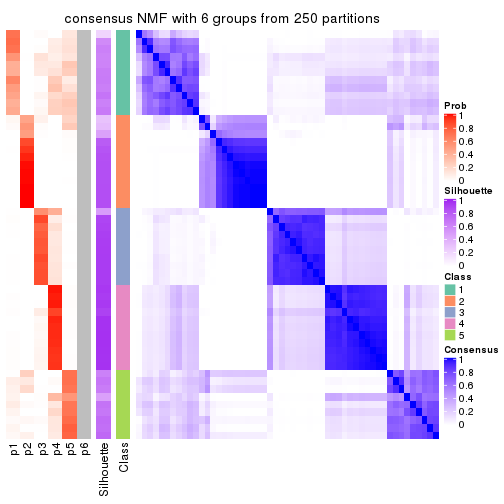 consensus NMF with 6 groups from 250 partitions
Prob
1
0.8
0.6
0.4
0.2
0
Silhouette
1
0.8
0.6
0.4
0.2
0
Class
1
2
3
4
5
Consensus
1
0.8
0.6
0.4
0.2
0
p1
p2
p3
p4
p5
p6
Silhouette
Class